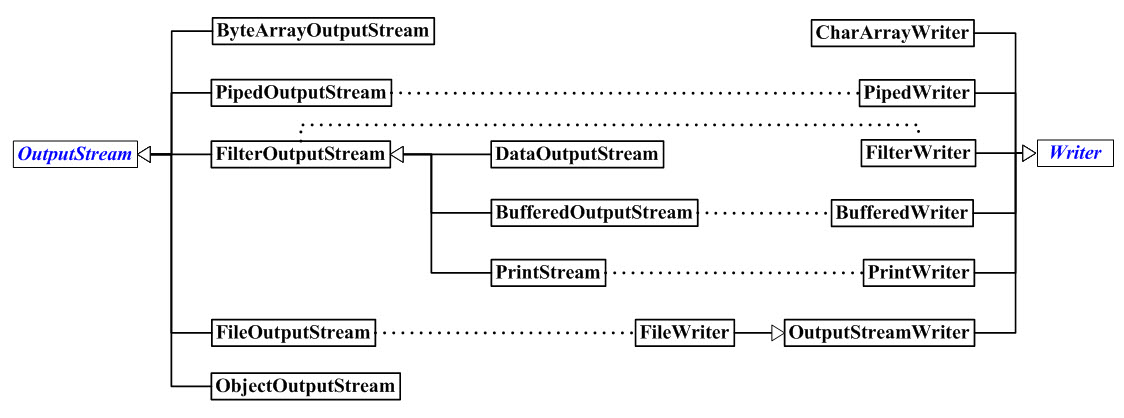 ByteArrayOutputStream
CharArrayWriter
PipedOutputStream
PipedWriter
OutputStream
FilterOutputStream
DataOutputStream
FilterWriter
Writer
BufferedOutputStream
BufferedWriter
PrintStream
PrintWriter
FileOutputStream
FileWriter
OutputStreamWriter
ObjectOutputStream